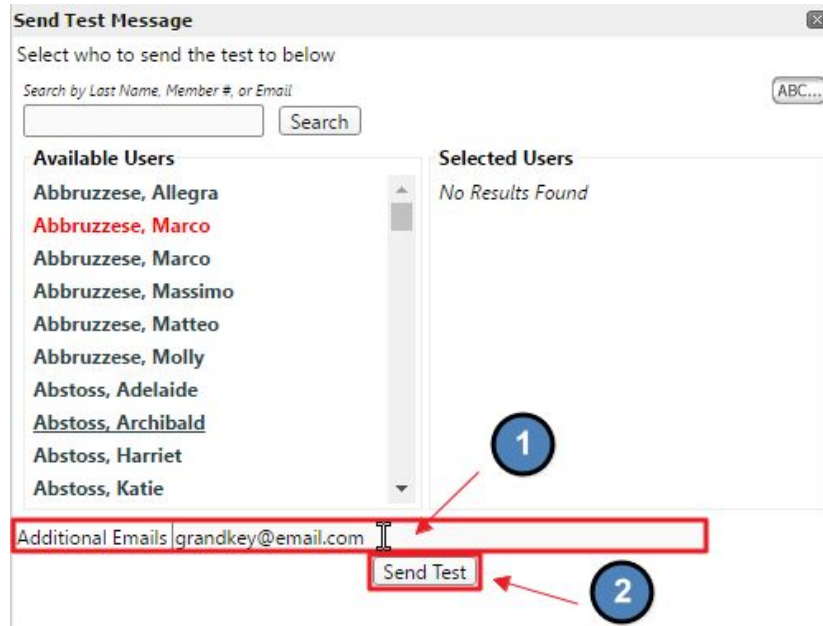 Send Test Message
Select who to send the test to below
Search by Last Name, Member #, or Email
ABC...
Search
Available Users
Abbruzzese, Allegra
Abbruzzese, Marco
Abbruzzese, Marco
Abbruzzese, Massimo
Abbruzzese, Matteo
Abbruzzese, Molly
Abstoss, Adelaide
Abstoss, Archibald
Abstoss, Harriet
Abstoss, Katie
Selected Users
No Results Found
1
Additional Emails grandkey@email.com
Send Test
2